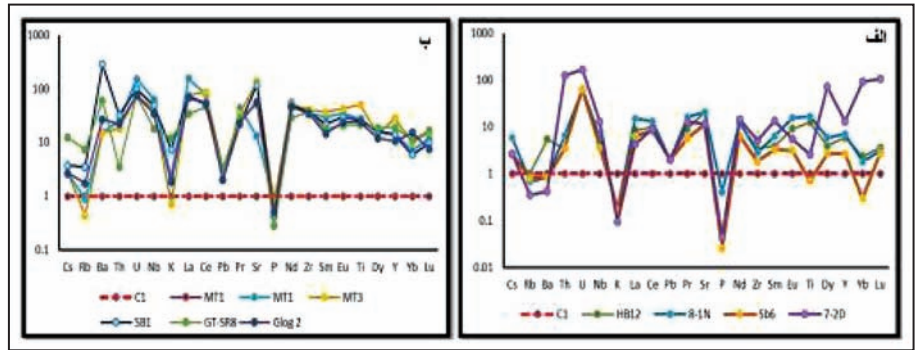 ب
1000
100
10
1
0.1
Cs Rb Ba Th U Nb K La Ce Pb Pr Sr P Nd Zr Sm Eu Ti Dy Y Yb Lu
C1 MT1 MT1 MT3
SB1 GT-SR8 Glog 2
الف
1000
100
10
1
0.1
0.01
Cs Rb Ba Th U Nb K La Ce Pb Pr Sr P Nd Zr Sm Eu Ti Dy Y Yb Lu
C1 HB12 8-1N Sb6 7-2D